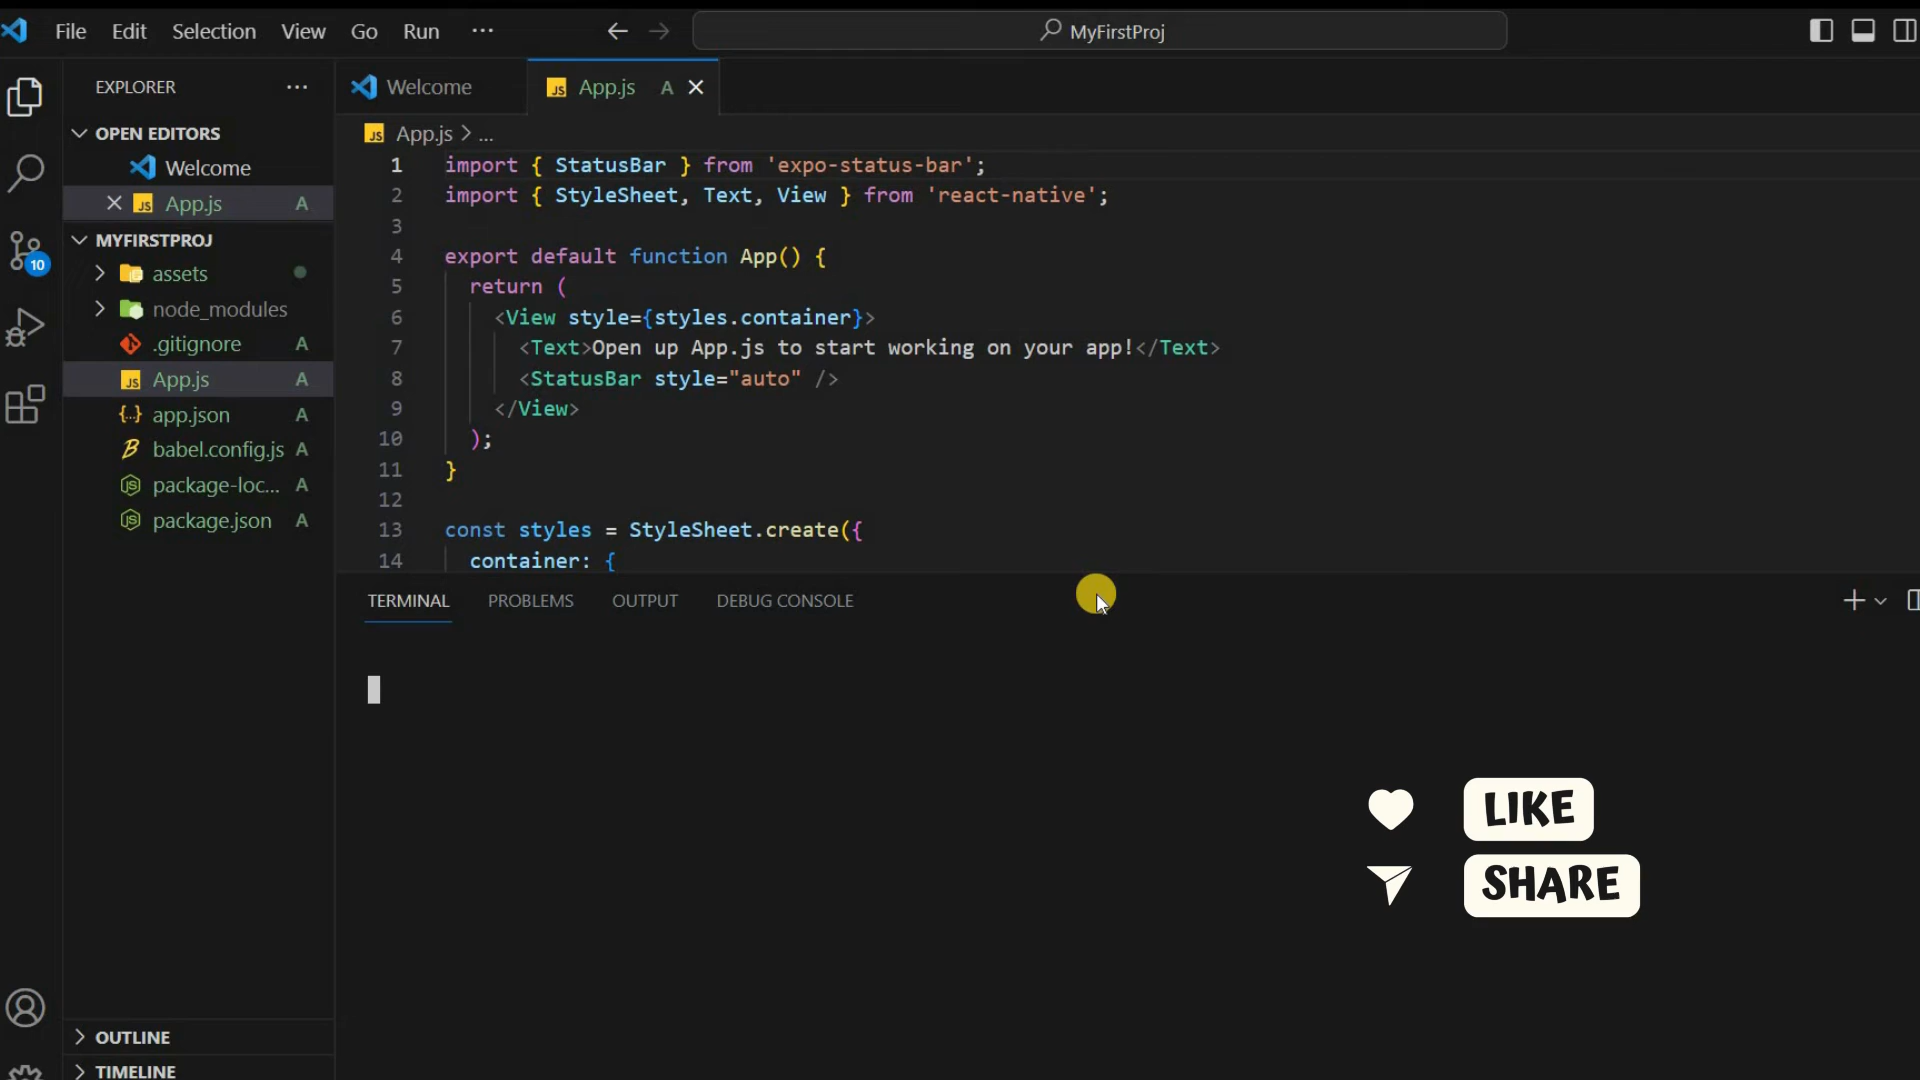 File Edit Selection View Go Run ... MyFirstProj
EXPLORER ...
OPEN EDITORS
Welcome
App.js A
MYFIRSTPROJ
assets
node_modules
.gitignore A
App.js A
app.json A
babel.config.js A
package-loc... A
package.json A
OUTLINE
TIMELINE
10
Welcome App.js A
App.js > ...
1 import { StatusBar } from 'expo-status-bar';
2 import { StyleSheet, Text, View } from 'react-native';
3
4 export default function App() {
5 return (
6 <View style={styles.container}>
7 <Text>Open up App.js to start working on your app!</Text>
8 <StatusBar style="auto" />
9 </View>
10 );
11 }
12
13 const styles = StyleSheet.create({
14 container: {
TERMINAL PROBLEMS OUTPUT DEBUG CONSOLE
LIKE
SHARE